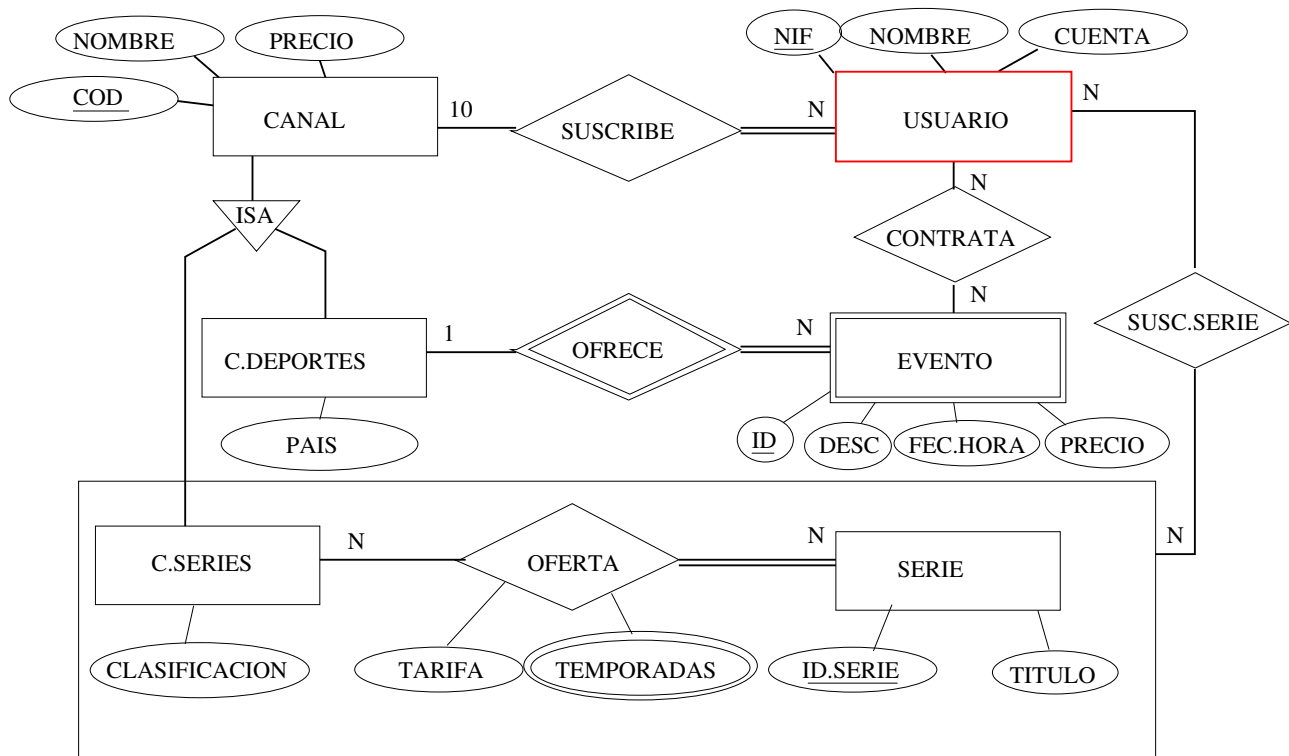 NOMBRE
PRECIO
NIF
NOMBRE
CUENTA
COD
CANAL
10
SUSCRIBE
N
USUARIO
N
ISA
N
CONTRATA
N
C.DEPORTES
1
OFRECE
N
EVENTO
SUSC.SERIE
PAIS
ID
DESC
FEC.HORA
PRECIO
C.SERIES
N
OFERTA
N
SERIE
N
CLASIFICACION
TARIFA
TEMPORADAS
ID.SERIE
TITULO